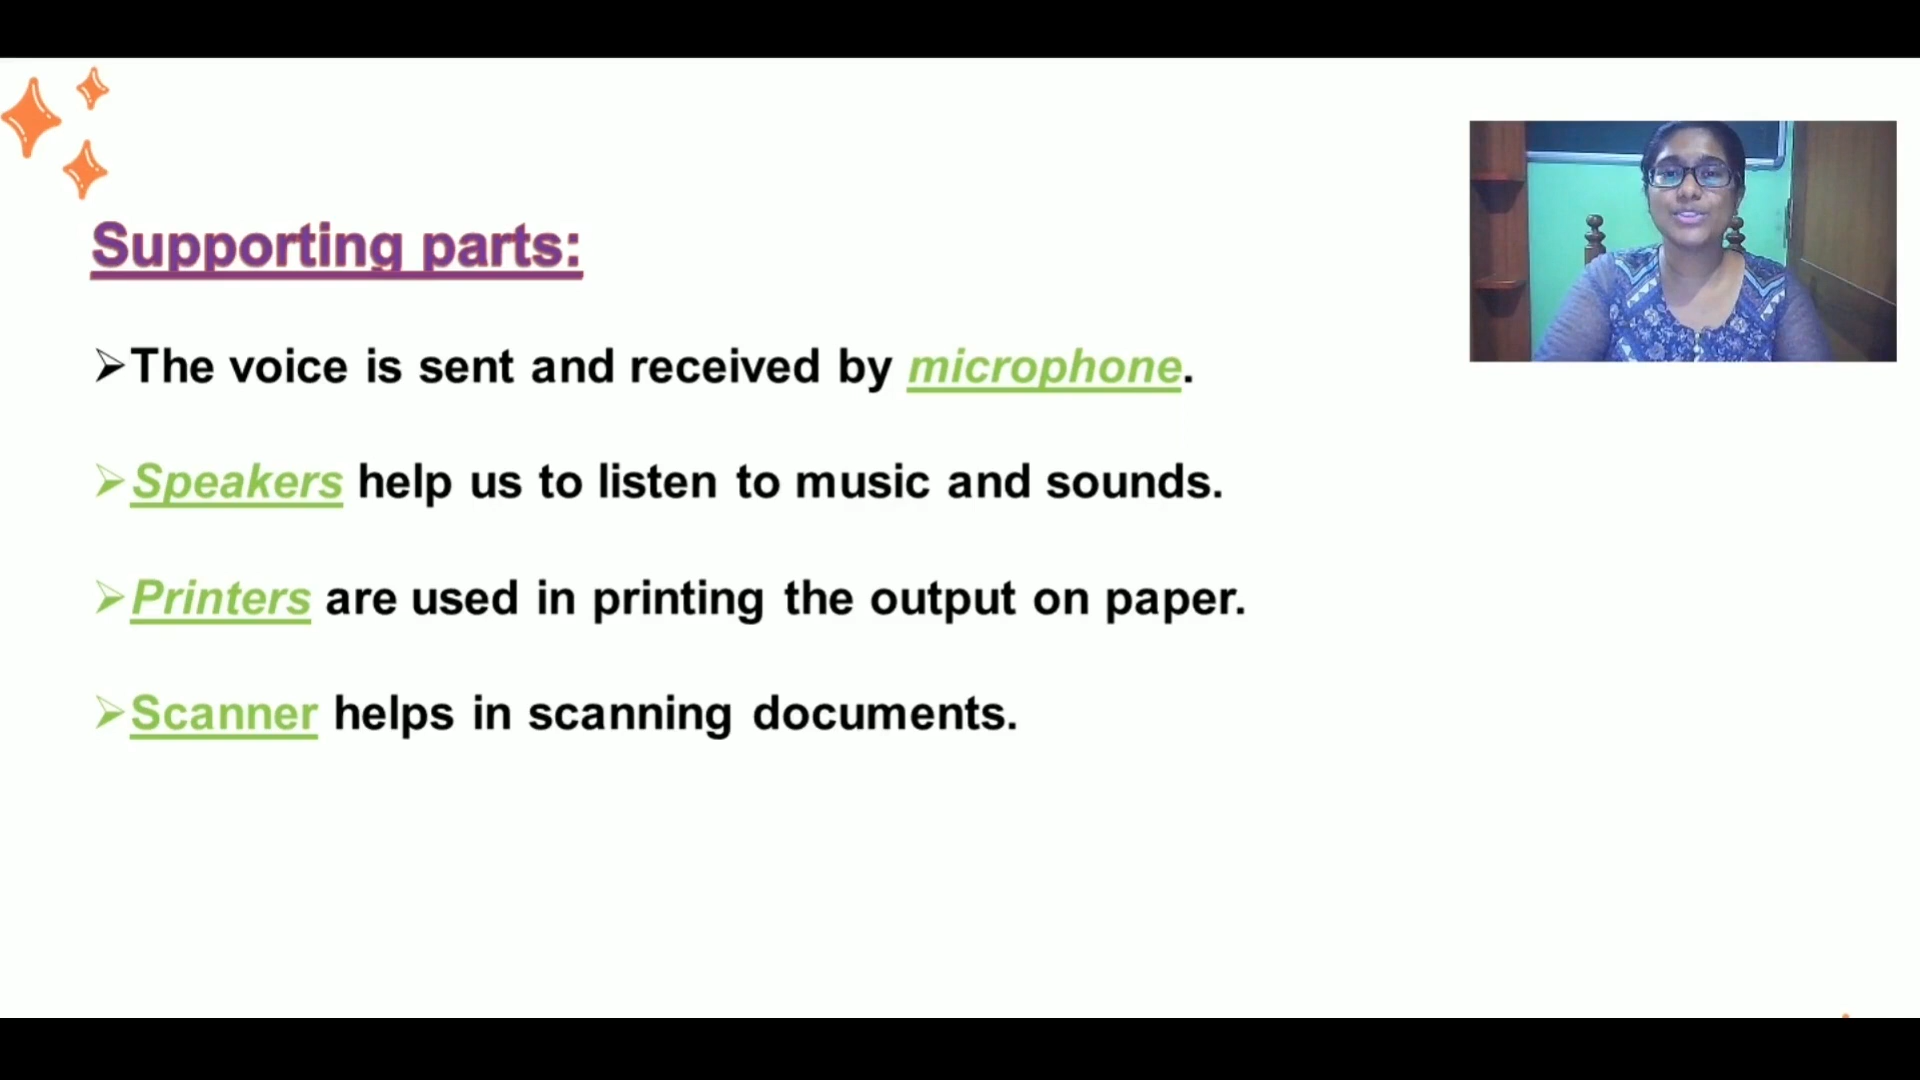 Supporting parts:
➢The voice is sent and received by microphone.
➢Speakers help us to listen to music and sounds.
➢Printers are used in printing the output on paper.
➢Scanner helps in scanning documents.